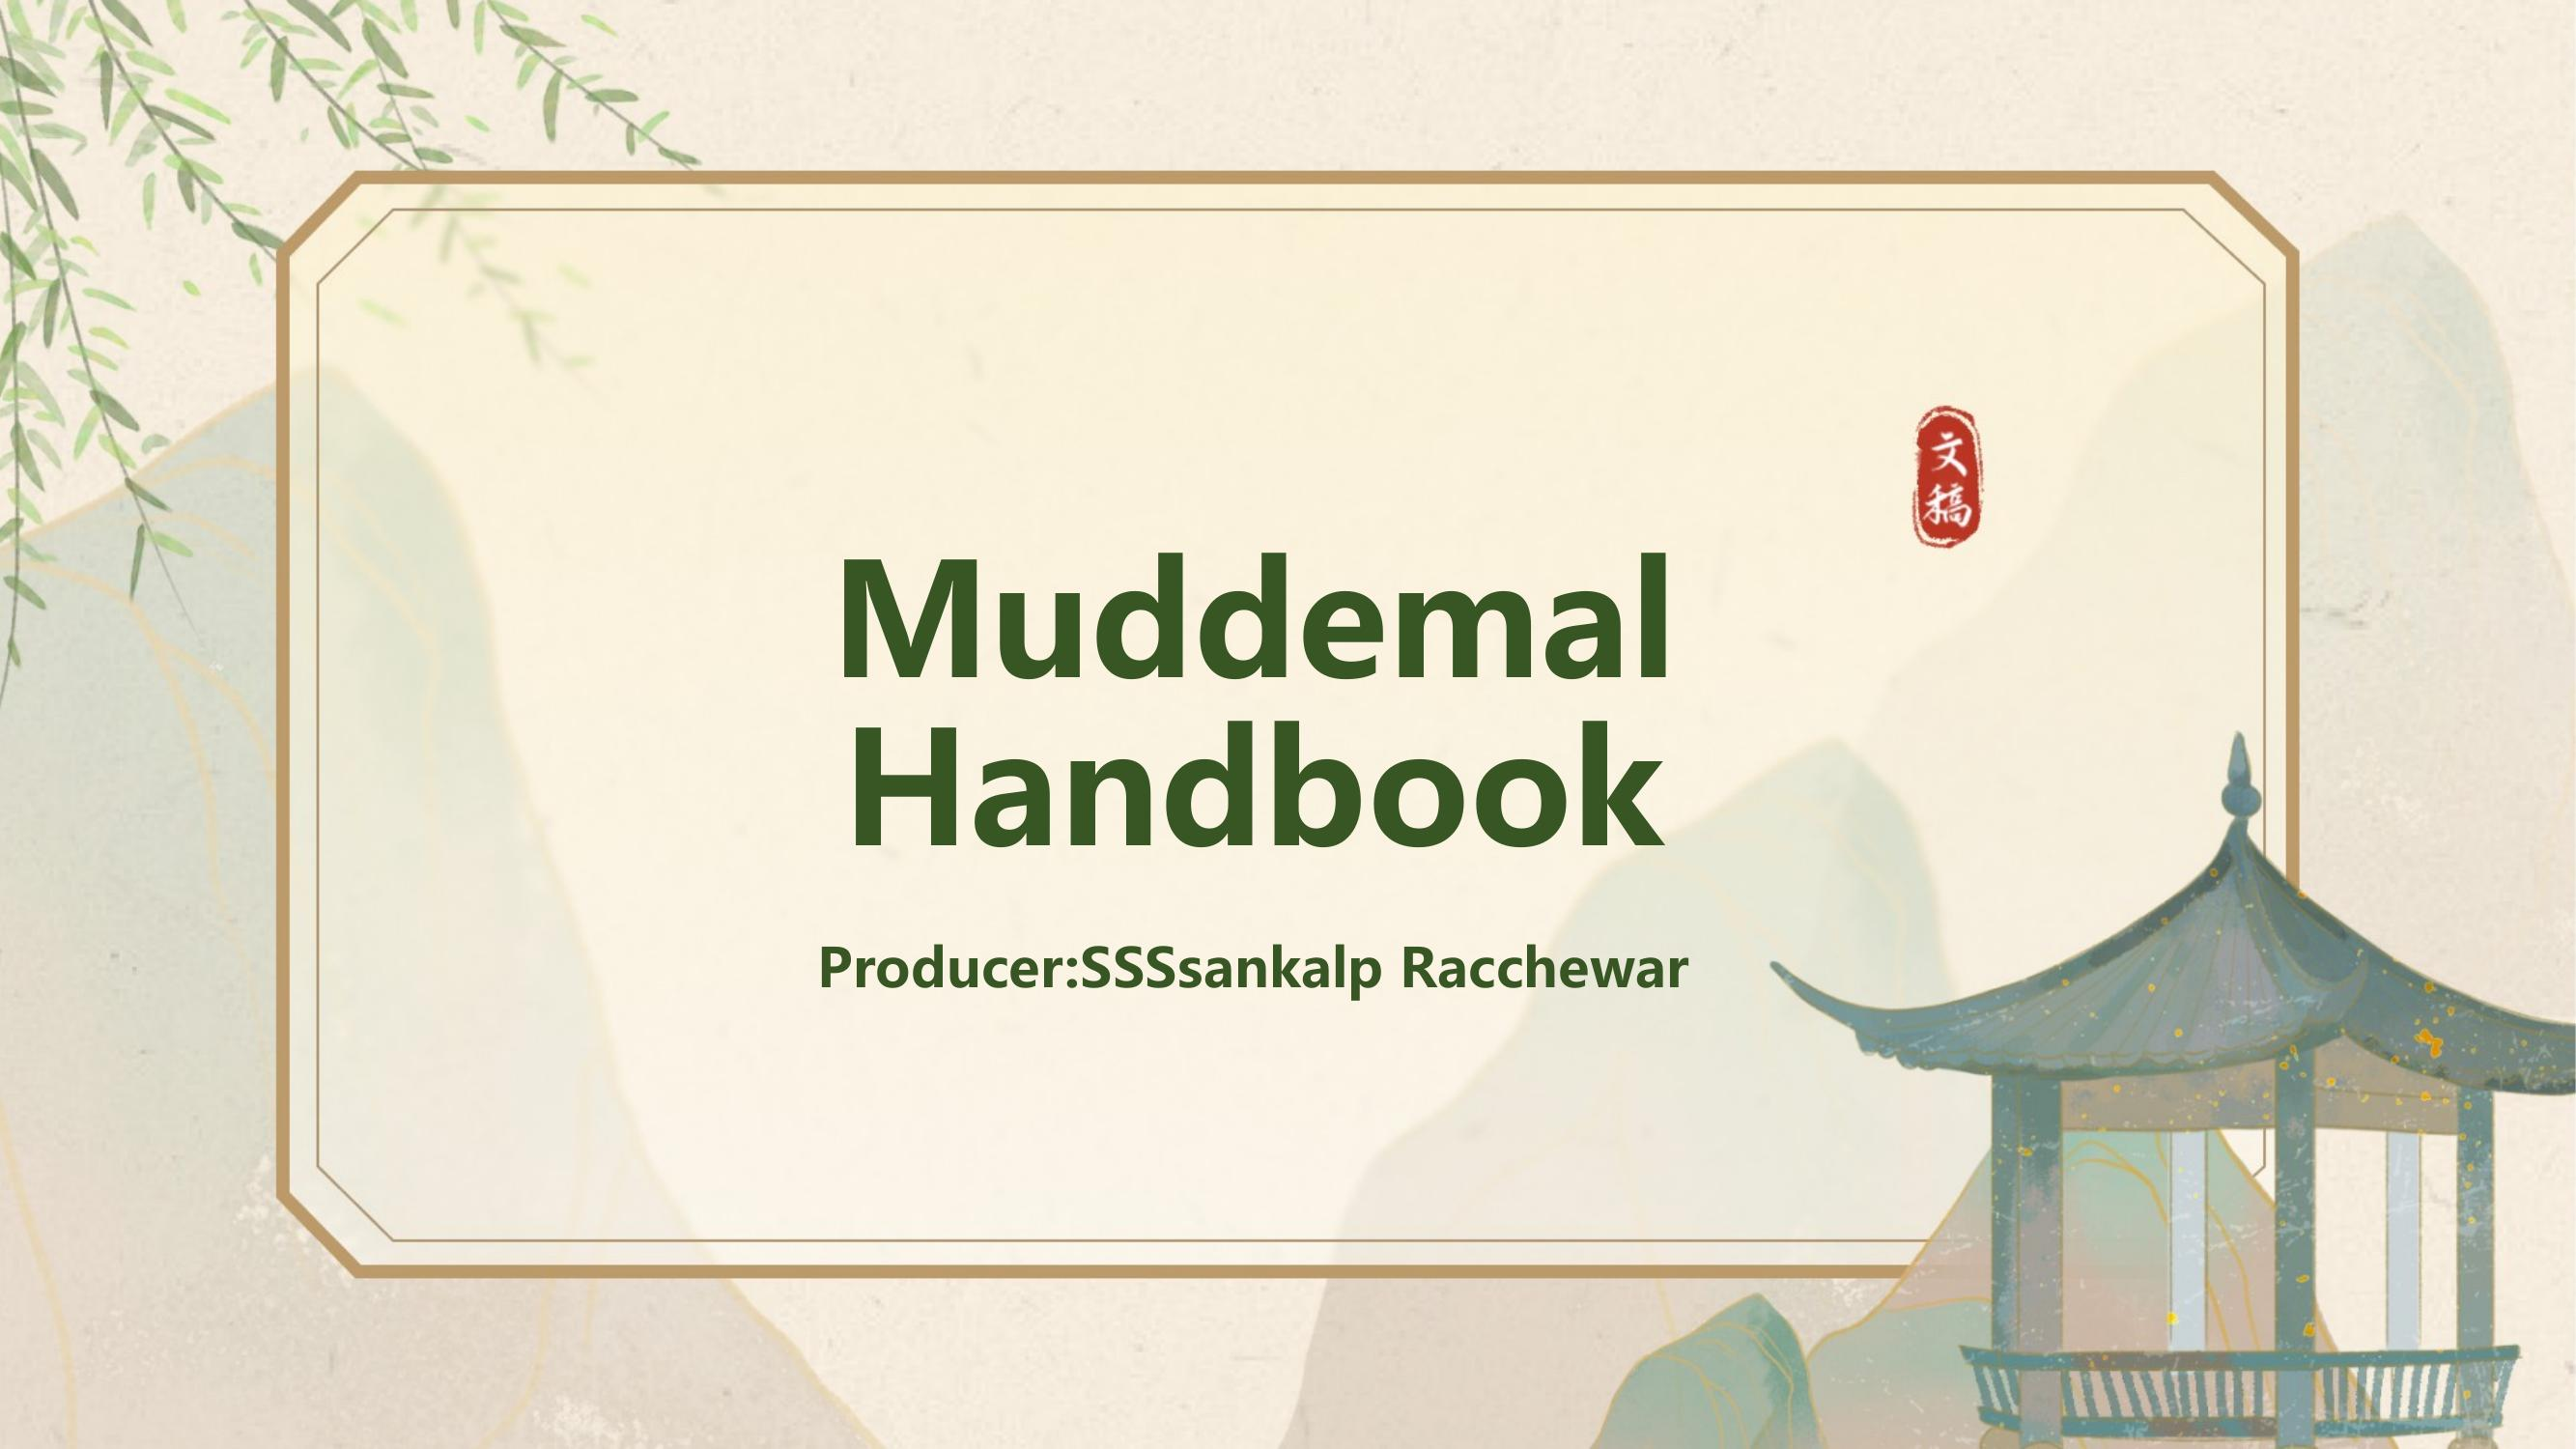 文
稿
Muddemal
Handbook
Producer:SSSsankalp Racchewar